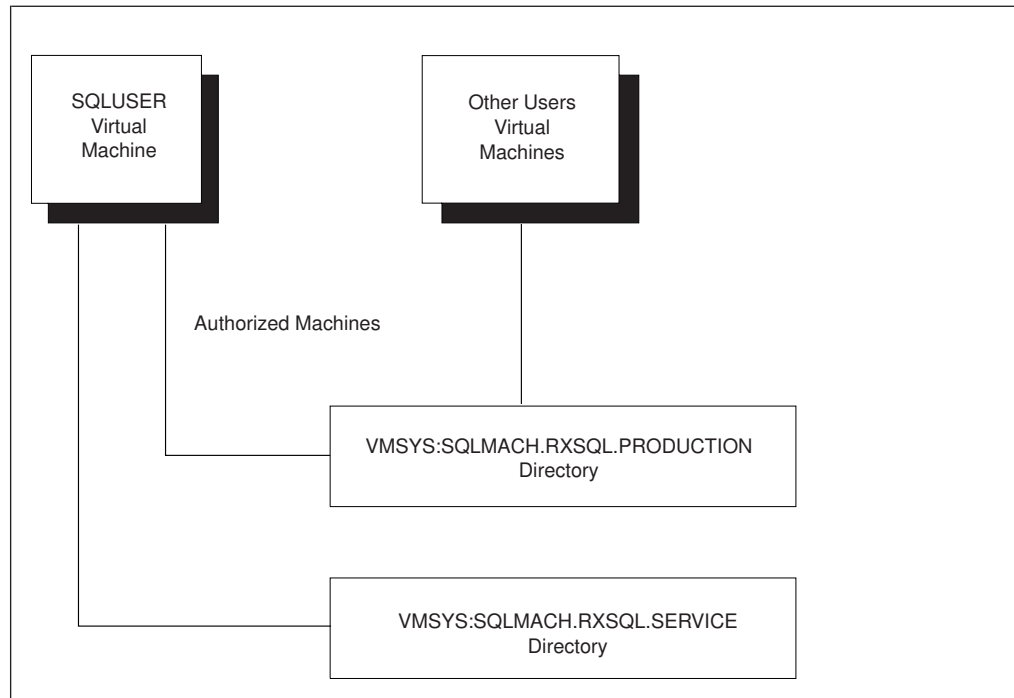 SQLUSER
Virtual
Machine
Other Users
Virtual
Machines
Authorized Machines
VMSYS:SQLMACH.RXSQL.PRODUCTION
Directory
VMSYS:SQLMACH.RXSQL.SERVICE
Directory